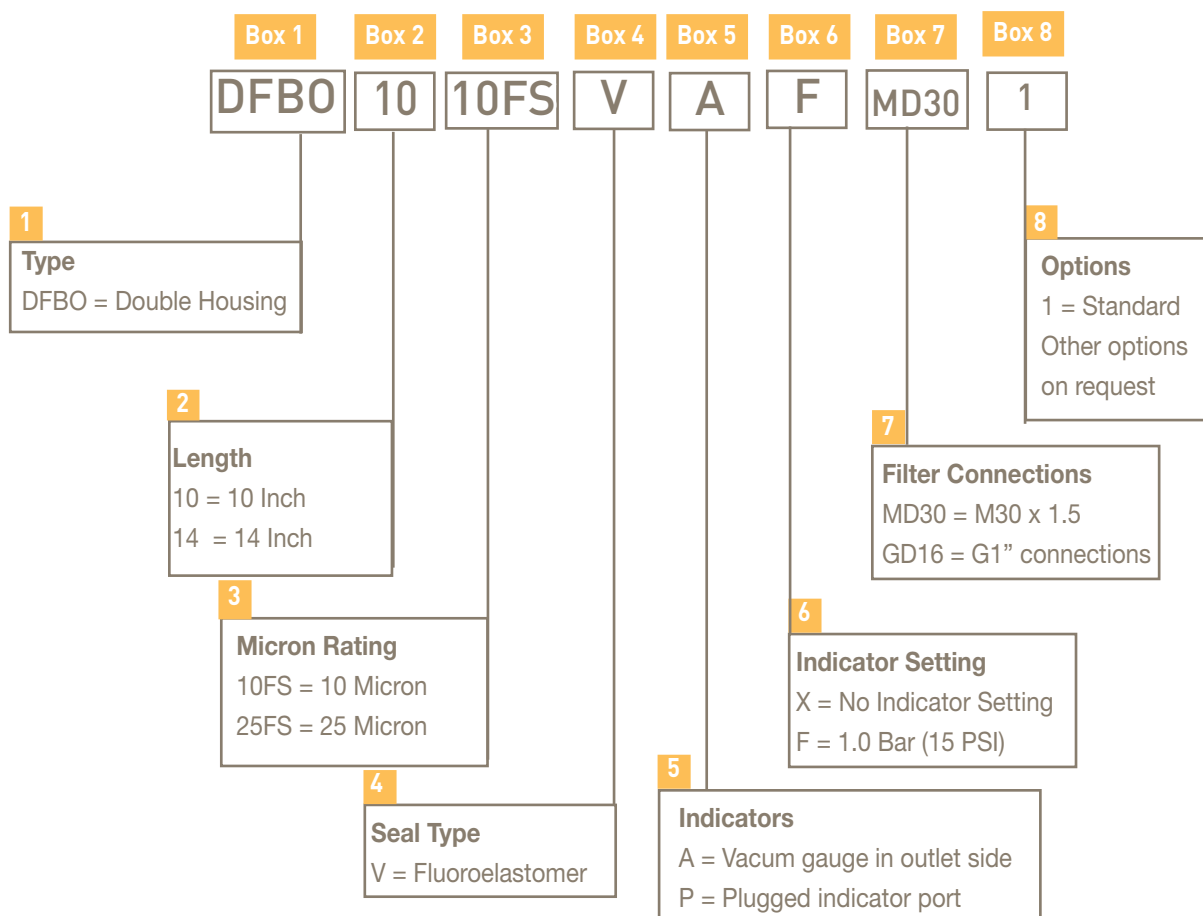 Box 1 Box 2 Box 3 Box 4 Box 5 Box 6 Box 7 Box 8
DFBO 10 10FS V A F MD30 1
1
Type
DFBO = Double Housing
8
Options
1 = Standard
Other options
on request
2
Length
10 = 10 Inch
14 = 14 Inch
7
Filter Connections
MD30 = M30 x 1.5
GD16 = G1” connections
3
Micron Rating
10FS = 10 Micron
25FS = 25 Micron
6
Indicator Setting
X = No Indicator Setting
F = 1.0 Bar (15 PSI)
4
Seal Type
V = Fluoroelastomer
5
Indicators
A = Vacum gauge in outlet side
P = Plugged indicator port